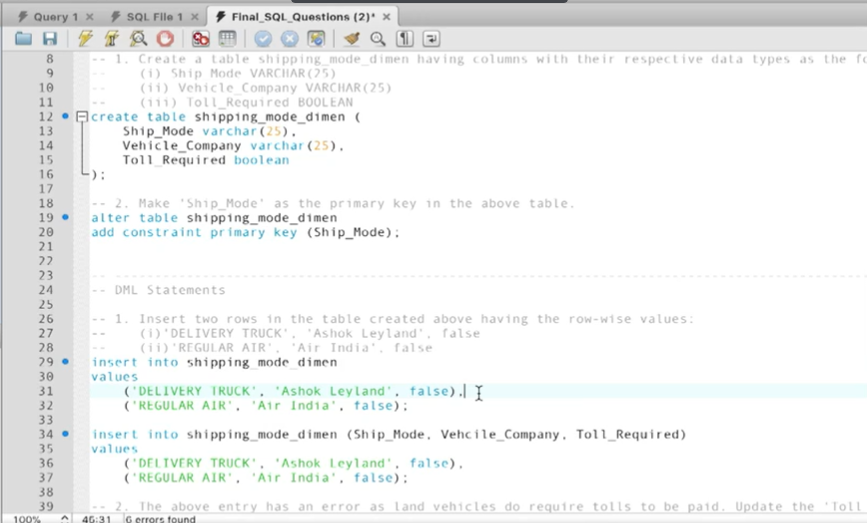 Query 1 × SQL File 1 × Final_SQL_Questions (2)* ×
8 -- 1. Create a table shipping_mode_dimen having columns with their respective data types as the
9 -- (i) Ship_Mode VARCHAR(25)
10 -- (ii) Vehicle_Company VARCHAR(25)
11 -- (iii) Toll_Required BOOLEAN
12 create table shipping_mode_dimen (
13 Ship_Mode varchar(25),
14 Vehicle_Company varchar(25),
15 Toll_Required boolean
16 );
17
18 -- 2. Make 'Ship_Mode' as the primary key in the above table.
19 alter table shipping_mode_dimen
20 add constraint primary key (Ship_Mode);
21
22
23
24 -- DML Statements
25
26 -- 1. Insert two rows in the table created above having the row-wise values:
27 -- (i)'DELIVERY TRUCK', 'Ashok Leyland', false
28 -- (ii)'REGULAR AIR', 'Air India', false
29 insert into shipping_mode_dimen
30 values
31 ('DELIVERY TRUCK', 'Ashok Leyland', false),
32 ('REGULAR AIR', 'Air India', false);
33
34 insert into shipping_mode_dimen (Ship_Mode, Vehcile_Company, Toll_Required)
35 values
36 ('DELIVERY TRUCK', 'Ashok Leyland', false),
37 ('REGULAR AIR', 'Air India', false);
38
39 -- 2. The above entry has an error as land vehicles do require tolls to be paid. Update the 'Toll
100% 46:31 6 errors found